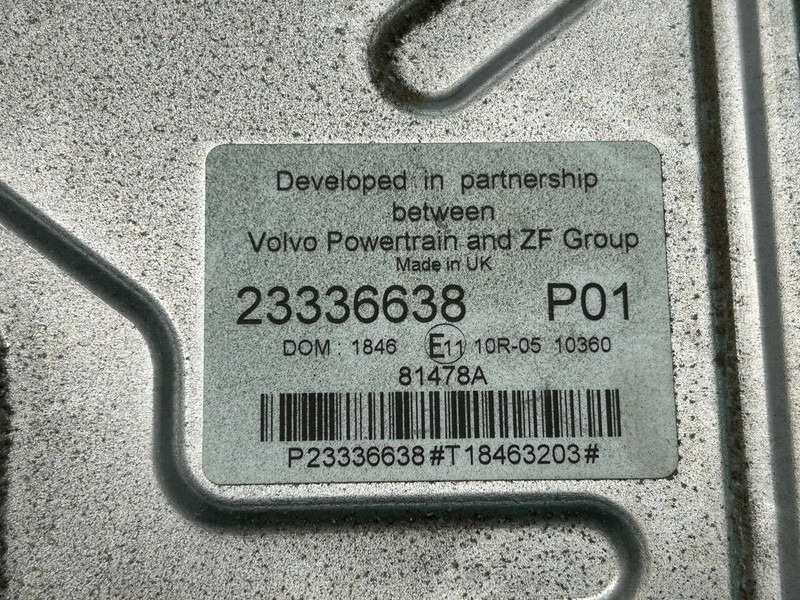 Developed in partnership
between
Volvo Powertrain and ZF Group
Made in UK
23336638 P01
DOM : 1846 E11 10R-05 10360
81478A
P23336638#T18463203#